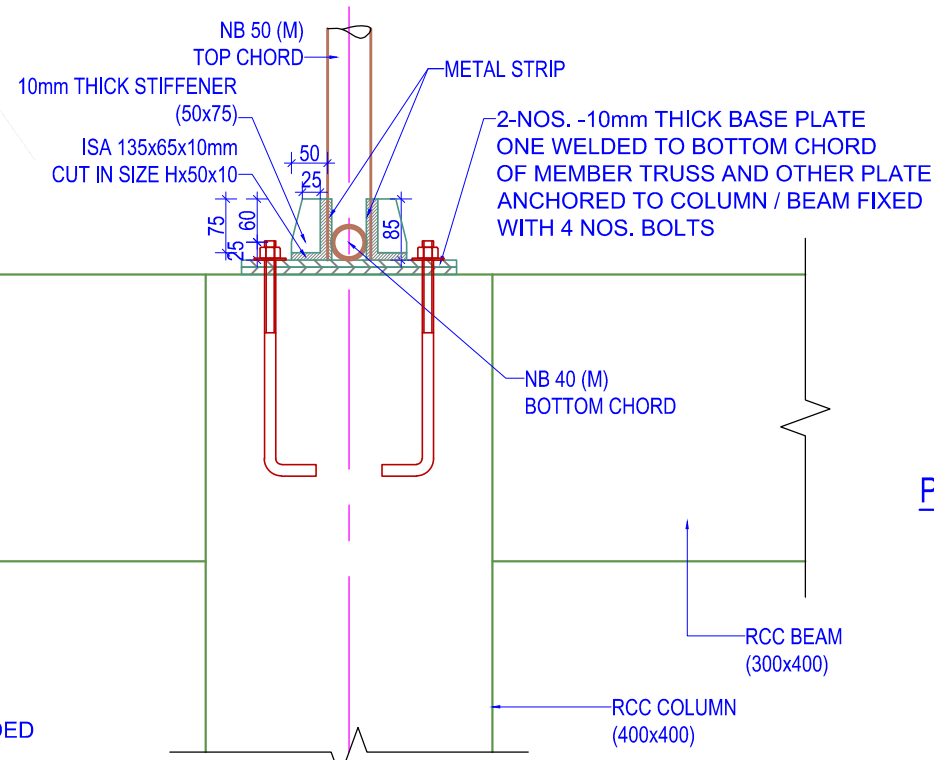 NB 50 (M)
TOP CHORD
METAL STRIP
10mm THICK STIFFENER
(50x75)
2-NOS. -10mm THICK BASE PLATE
ONE WELDED TO BOTTOM CHORD
OF MEMBER TRUSS AND OTHER PLATE
ANCHORED TO COLUMN / BEAM FIXED
WITH 4 NOS. BOLTS
ISA 135x65x10mm
CUT IN SIZE Hx50x10
50
25
75
60
25
85
NB 40 (M)
BOTTOM CHORD
P
RCC BEAM
(300x400)
RCC COLUMN
(400x400)
DED